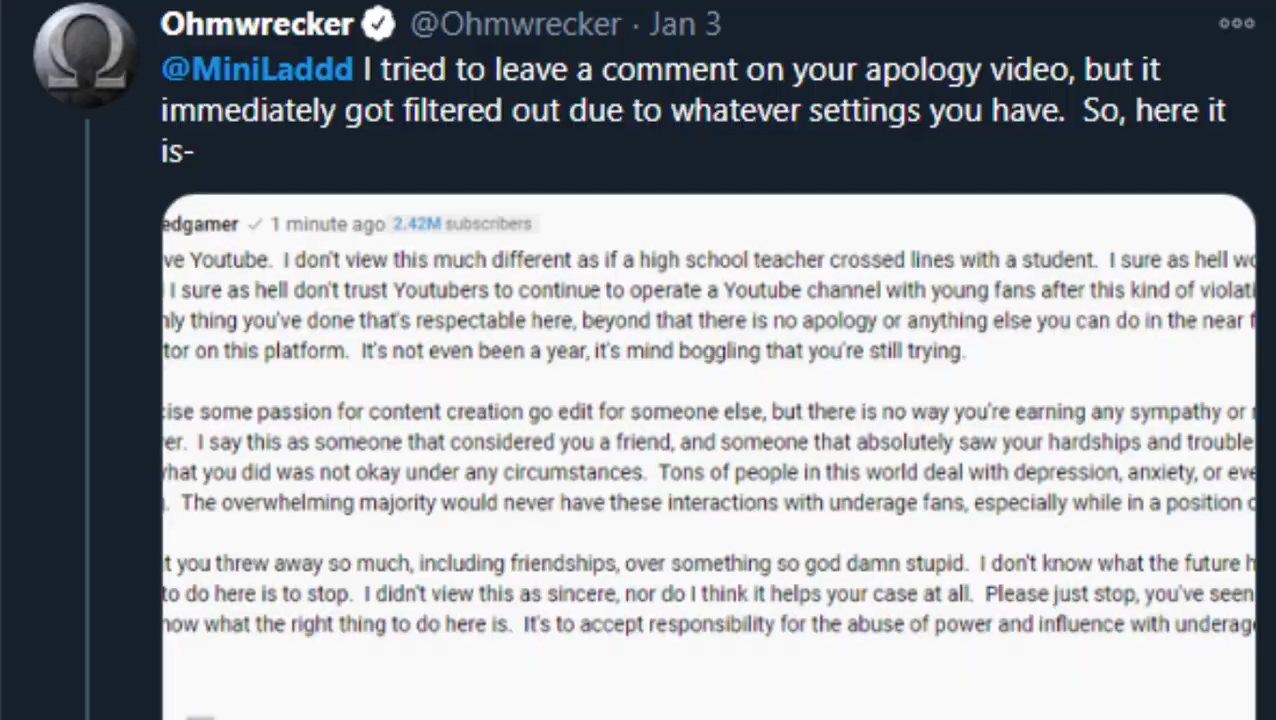 Ohmwrecker @Ohmwrecker · Jan 3
@MiniLaddd I tried to leave a comment on your apology video, but it
immediately got filtered out due to whatever settings you have.  So, here it
is-
edgamer 1 minute ago 2.42M subscribers
ve Youtube.  I don't view this much different as if a high school teacher crossed lines with a student.  I sure as hell wo
I sure as hell don't trust Youtubers to continue to operate a Youtube channel with young fans after this kind of violati
nly thing you've done that's respectable here, beyond that there is no apology or anything else you can do in the near f
tor on this platform.  It's not even been a year, it's mind boggling that you're still trying.
cise some passion for content creation go edit for someone else, but there is no way you're earning any sympathy or
er.  I say this as someone that considered you a friend, and someone that absolutely saw your hardships and trouble
what you did was not okay under any circumstances.  Tons of people in this world deal with depression, anxiety, or eve
.  The overwhelming majority would never have these interactions with underage fans, especially while in a position o
t you threw away so much, including friendships, over something so god damn stupid.  I don't know what the future h
to do here is to stop.  I didn't view this as sincere, nor do I think it helps your case at all.  Please just stop, you've seen
now what the right thing to do here is.  It's to accept responsibility for the abuse of power and influence with underage